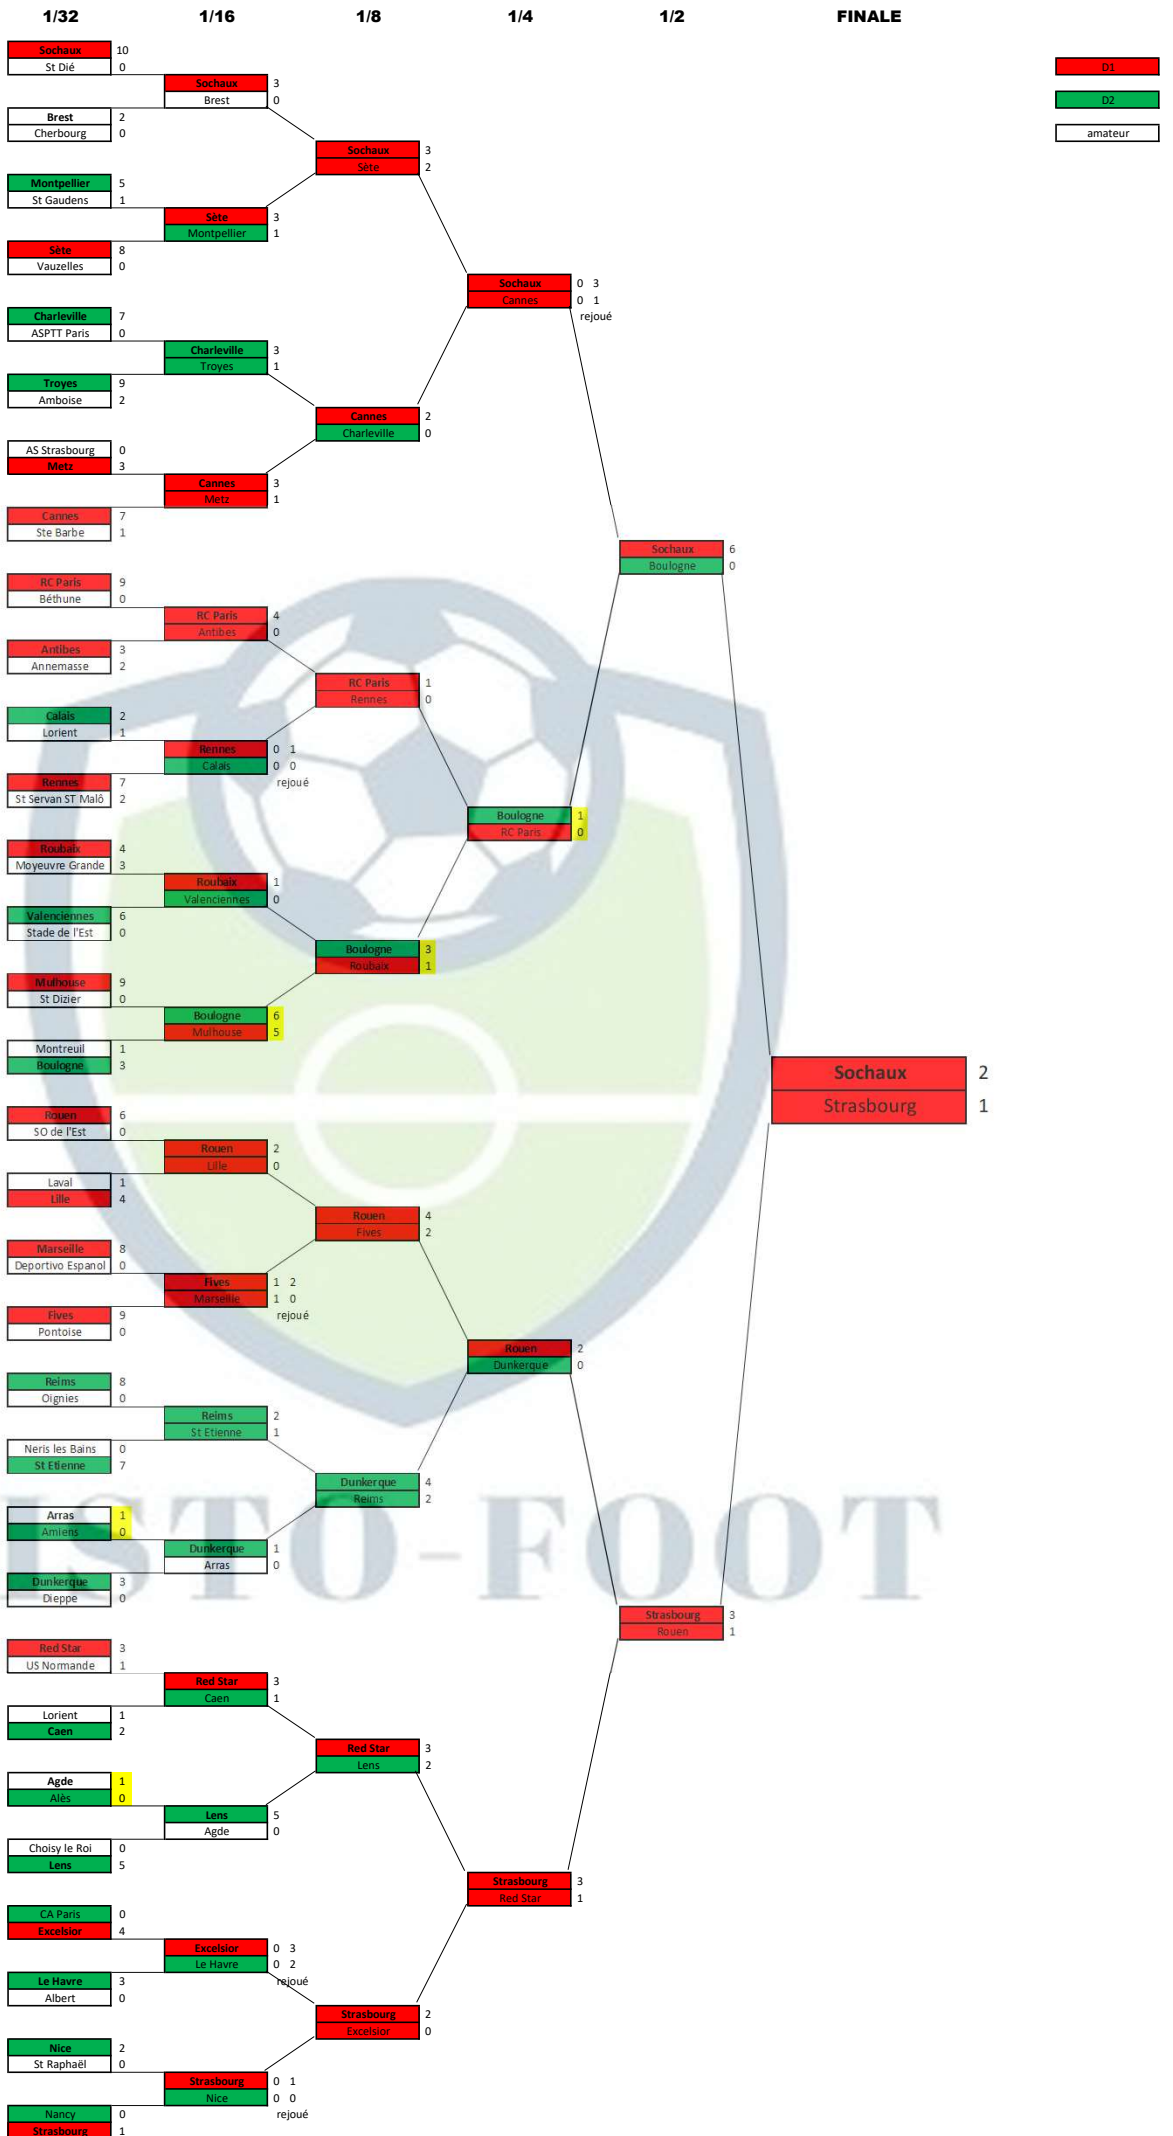 1/32 1/16 1/8 1/4 1/2 FINALE
Sochaux 10
St Dié 0
Brest 2
Cherbourg 0
Montpellier 5
St Gaudens 1
Sète 8
Vauzelles 0
Charleville 7
ASPTT Paris 0
Troyes 9
Amboise 2
AS Strasbourg 0
Metz 3
Cannes 7
Ste Barbe 1
RC Paris 9
Béthune 0
Antibes 3
Annemasse 2
Calais 2
Lorient 1
Rennes 7
St Servan ST Malô 2
Roubaix 4
Moyeuvre Grande 3
Valenciennes 6
Stade de l'Est 0
Mulhouse 9
St Dizier 0
Montreuil 1
Boulogne 3
Rouen 6
SO de l'Est 0
Laval 1
Lille 4
Marseille 8
Deportivo Espanol 0
Fives 9
Pontoise 0
Reims 8
Oignies 0
Neris les Bains 0
St Etienne 7
Arras 1
Amiens 0
Dunkerque 3
Dieppe 0
Red Star 3
US Normande 1
Lorient 1
Caen 2
Agde 1
Alès 0
Choisy le Roi 0
Lens 5
CA Paris 0
Excelsior 4
Le Havre 3
Albert 0
Nice 2
St Raphaël 0
Nancy 0
Strasbourg 1
Sochaux 3
Brest 0
Sète 3
Montpellier 1
Charleville 3
Troyes 1
Cannes 3
Metz 1
RC Paris 4
Antibes 0
Rennes 0 1
Calais 0 0
rejoué
Roubaix 1
Valenciennes 0
Boulogne 6
Mulhouse 5
Rouen 2
Lille 0
Fives 1 2
Marseille 1 0
rejoué
Reims 2
St Etienne 1
Dunkerque 1
Arras 0
Red Star 3
Caen 1
Lens 5
Agde 0
Excelsior 0 3
Le Havre 0 2
rejoué
Strasbourg 0 1
Nice 0 0
rejoué
Sochaux 3
Sète 2
Cannes 2
Charleville 0
RC Paris 1
Rennes 0
Boulogne 3
Roubaix 1
Rouen 4
Fives 2
Dunkerque 4
Reims 2
Red Star 3
Lens 2
Strasbourg 2
Excelsior 0
Sochaux 0 3
Cannes 0 1
rejoué
Boulogne 1
RC Paris 0
Rouen 2
Dunkerque 0
Strasbourg 3
Red Star 1
Sochaux 6
Boulogne 0
Strasbourg 3
Rouen 1
Sochaux 2
Strasbourg 1
D1
D2
amateur
ISTO-FOOT